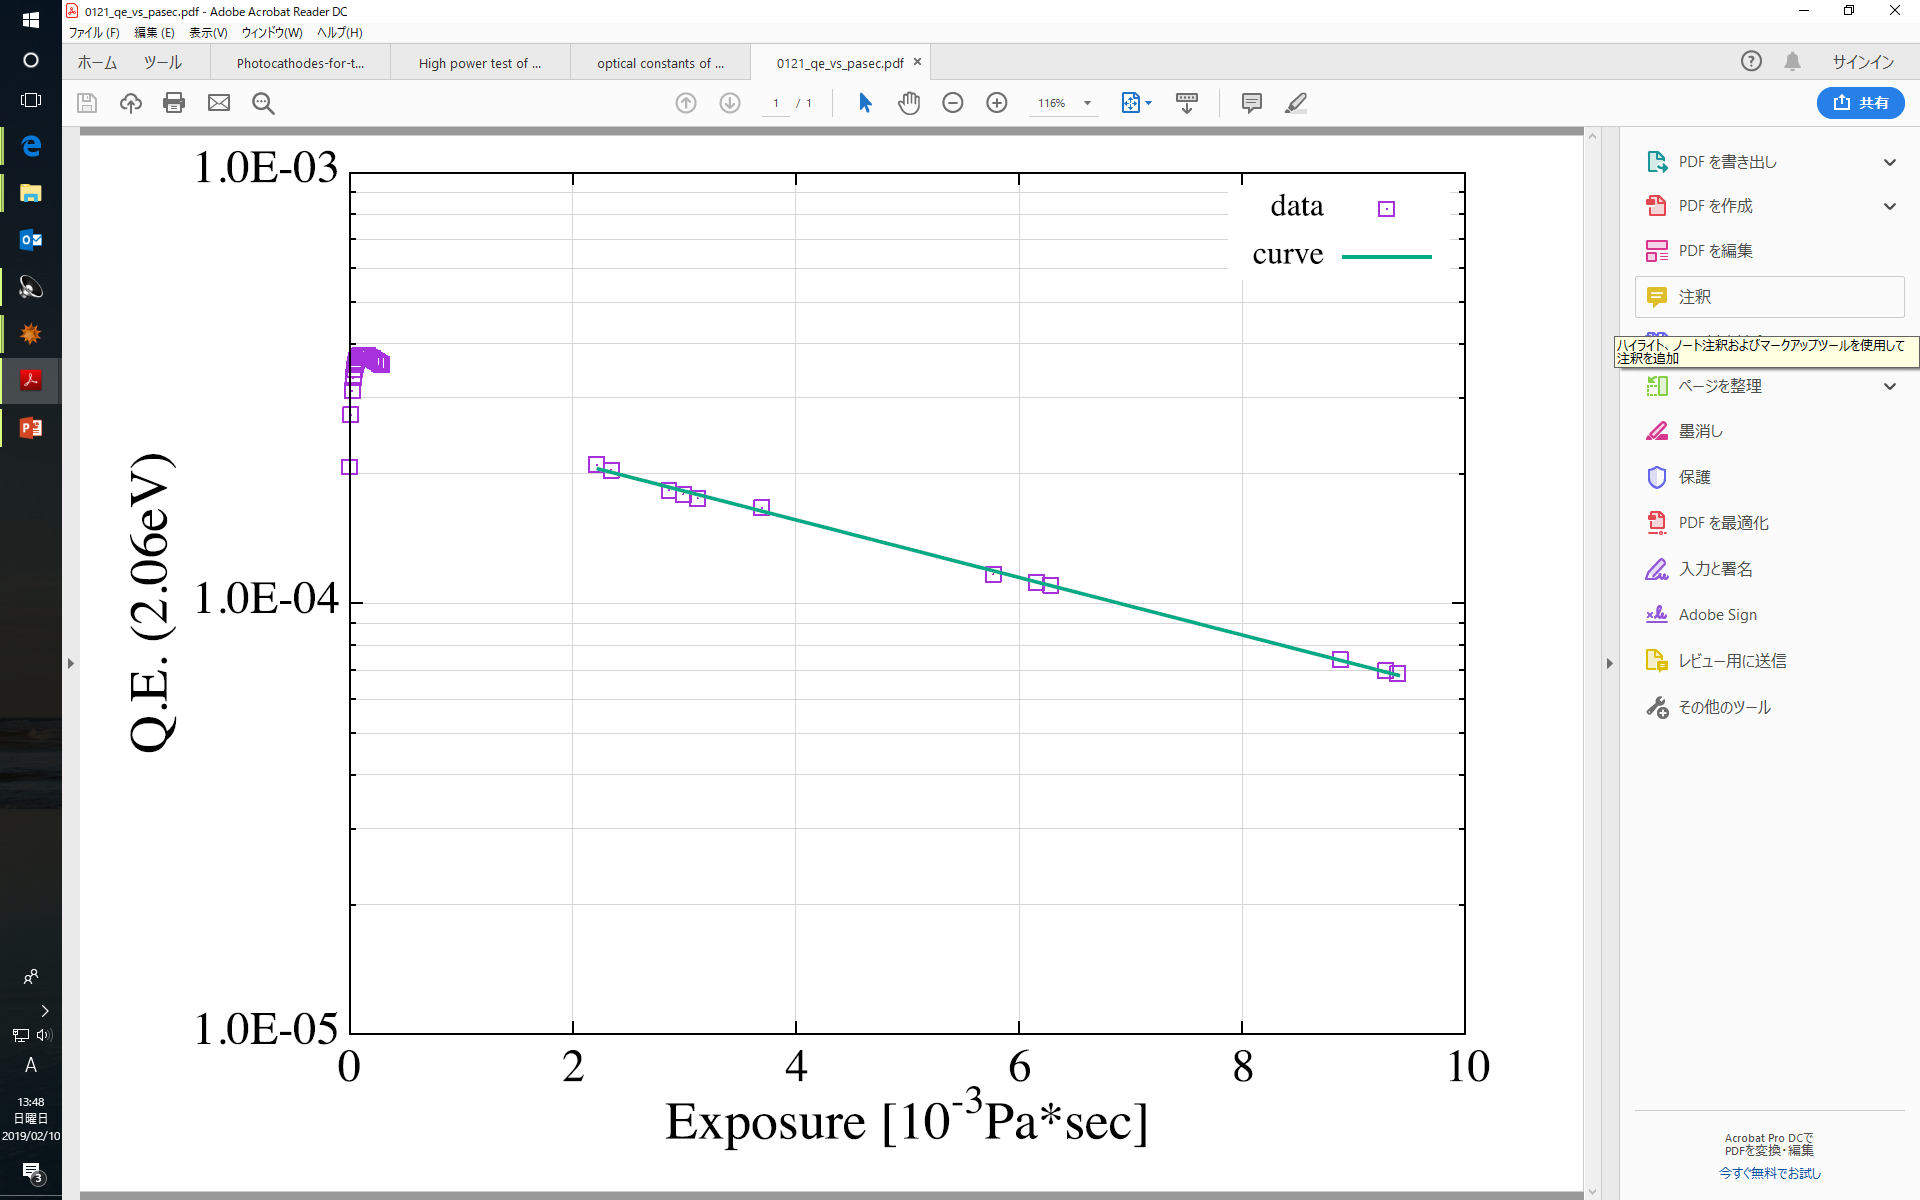 0121_qe_vs_pasec.pdf - Adobe Acrobat Reader DC
ファイル (F) 編集 (E) 表示(V) ウィンドウ(W) ヘルプ(H)
ホーム ツール Photocathodes-for-t... High power test of ... optical constants of ... 0121_qe_vs_pasec.pdf × サインイン
1 / 1 116% 共有
1.0E-03
1.0E-04
1.0E-05
Q.E. (2.06eV)
data
curve
0 2 4 6 8 10
Exposure [10-3Pa*sec]
PDF を書き出し
PDF を作成
PDF を編集
注釈
ハイライト、ノート注釈およびマークアップツールを使用して
注釈を追加
ページを整理
墨消し
保護
PDF を最適化
入力と署名
Adobe Sign
レビュー用に送信
その他のツール
Acrobat Pro DCで
PDFを変換・編集
今すぐ無料でお試し
A
13:48
日曜日
2019/02/10
3